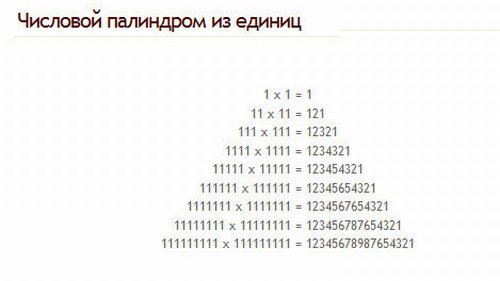 Числовой палиндром из единиц
1 x 1 = 1
11 x 11 = 121
111 x 111 = 12321
1111 x 1111 = 1234321
11111 x 11111 = 123454321
111111 x 111111 = 12345654321
1111111 x 1111111 = 1234567654321
11111111 x 11111111 = 123456787654321
111111111 x 111111111 = 12345678987654321